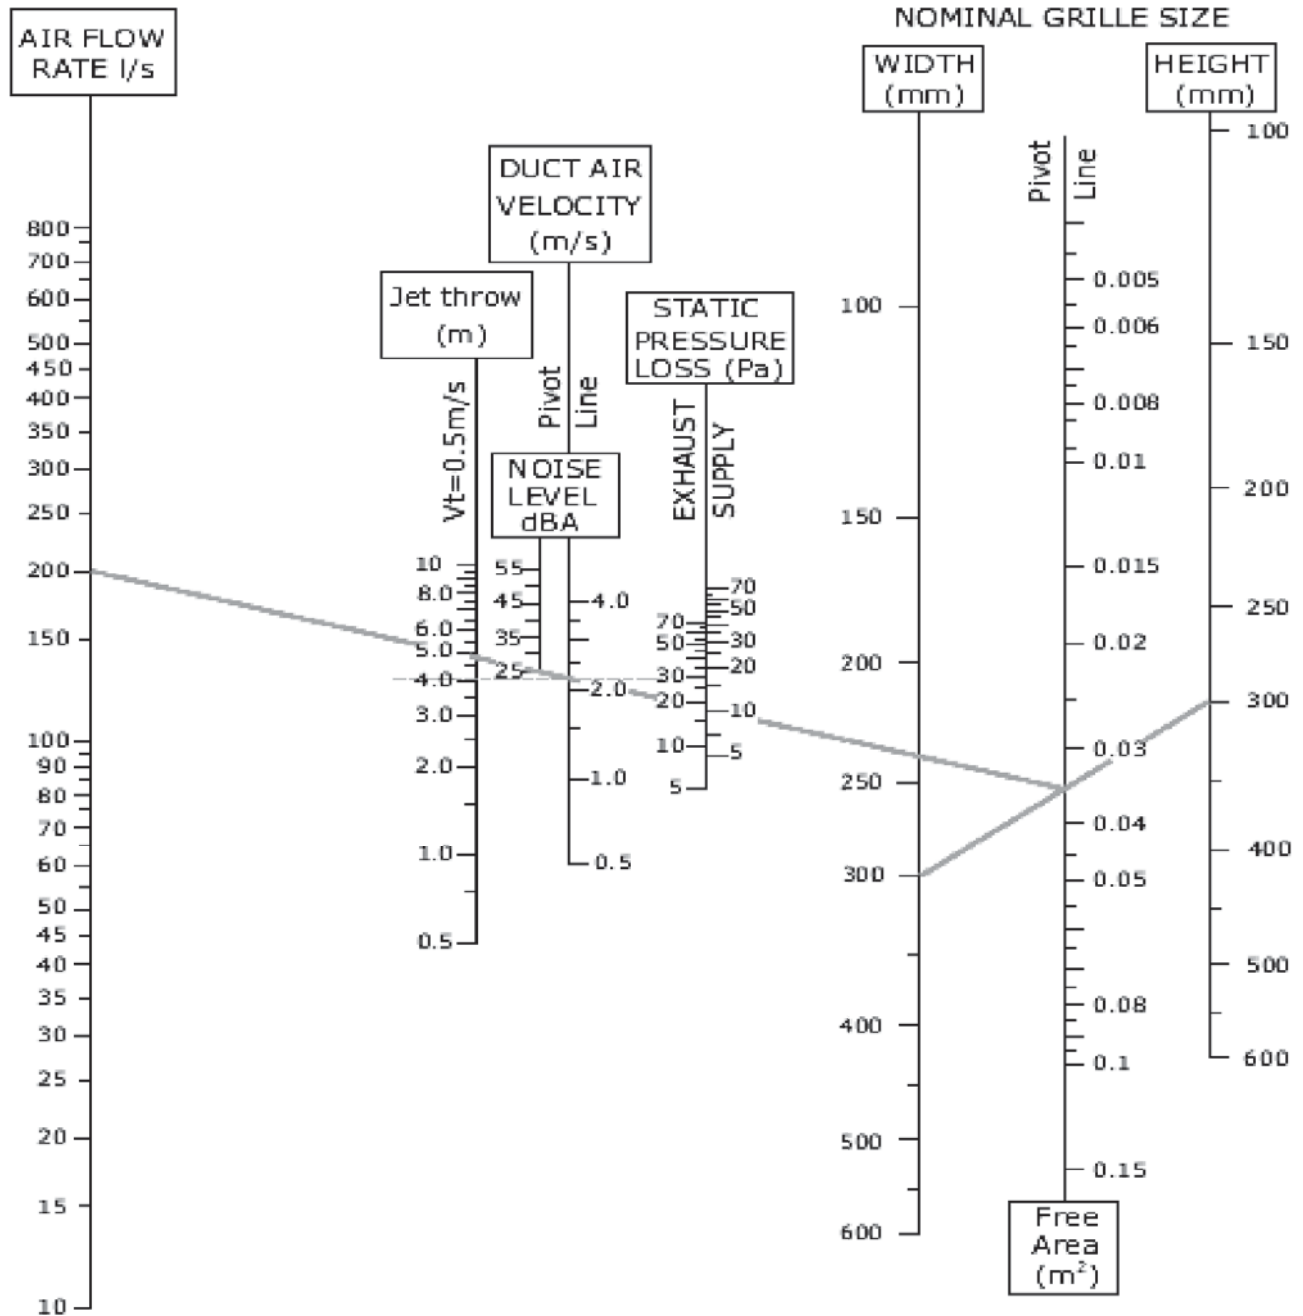 NOMINAL GRILLE SIZE
AIR FLOW
RATE l/s
800
700
600
500
450
400
350
300
250
200
150
100
90
80
70
60
50
45
40
35
30
25
20
15
10
Jet throw
(m)
Vt=0.5m/s
10
8.0
6.0
5.0
4.0
3.0
2.0
1.0
0.5
DUCT AIR
VELOCITY
(m/s)
Pivot
Line
NOISE
LEVEL
dBA
55
45
35
25
4.0
2.0
1.0
0.5
STATIC
PRESSURE
LOSS (Pa)
EXHAUST
SUPPLY
70
50
30
20
10
5
70
50
30
20
10
5
WIDTH
(mm)
100
150
200
250
300
400
500
600
Pivot
Line
0.005
0.006
0.008
0.01
0.015
0.02
0.03
0.04
0.05
0.08
0.1
0.15
Free
Area
(m²)
HEIGHT
(mm)
100
150
200
250
300
400
500
600